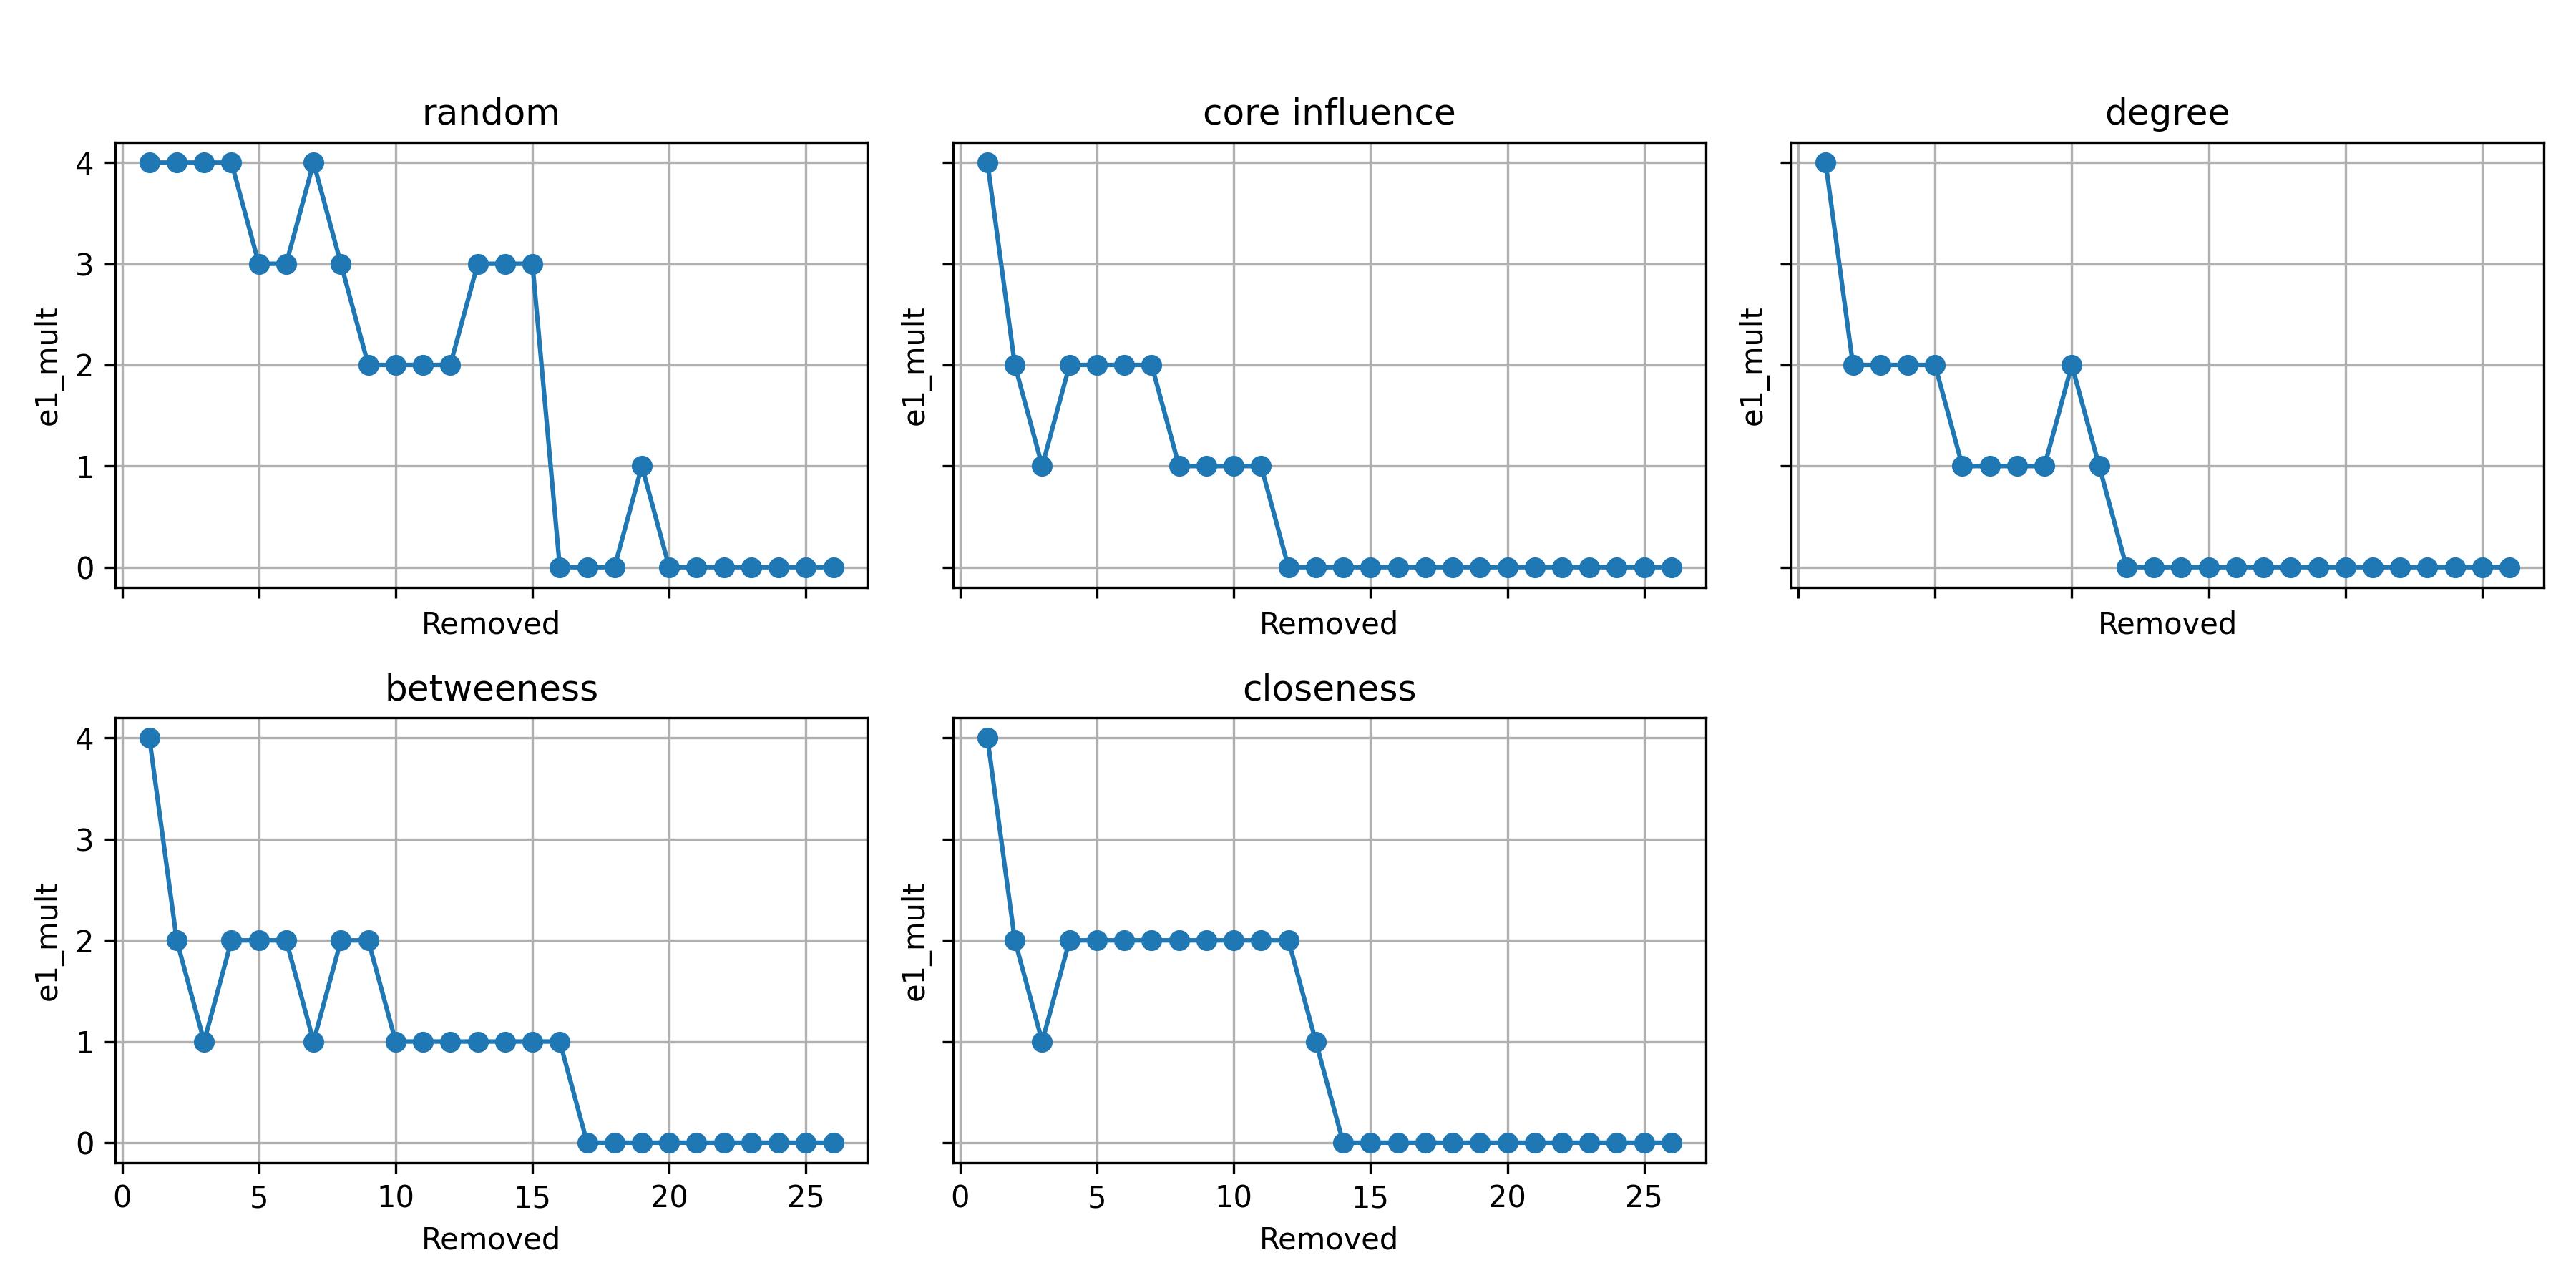 random
4
3
2
1
0
e1_mult
Removed
core influence
e1_mult
Removed
degree
e1_mult
Removed
betweeness
4
3
2
1
0
e1_mult
0 5 10 15 20 25
Removed
closeness
e1_mult
0 5 10 15 20 25
Removed